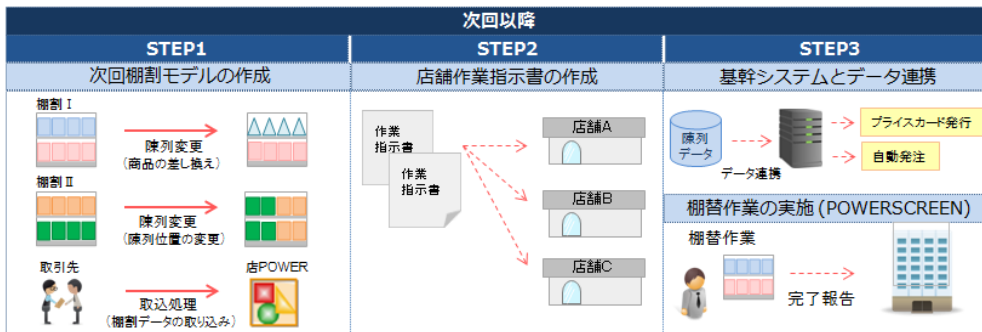 次回以降
STEP1
次回棚割モデルの作成
棚割Ⅰ
陳列変更
(商品の差し換え)
棚割Ⅱ
陳列変更
(陳列位置の変更)
取引先
店POWER
取込処理
(棚割データの取り込み)
STEP2
店舗作業指示書の作成
作業
指示書
作業
指示書
店舗A
店舗B
店舗C
STEP3
基幹システムとデータ連携
陳列
データ
データ連携
プライスカード発行
自動発注
棚替作業の実施(POWERSCREEN)
棚替作業
完了報告